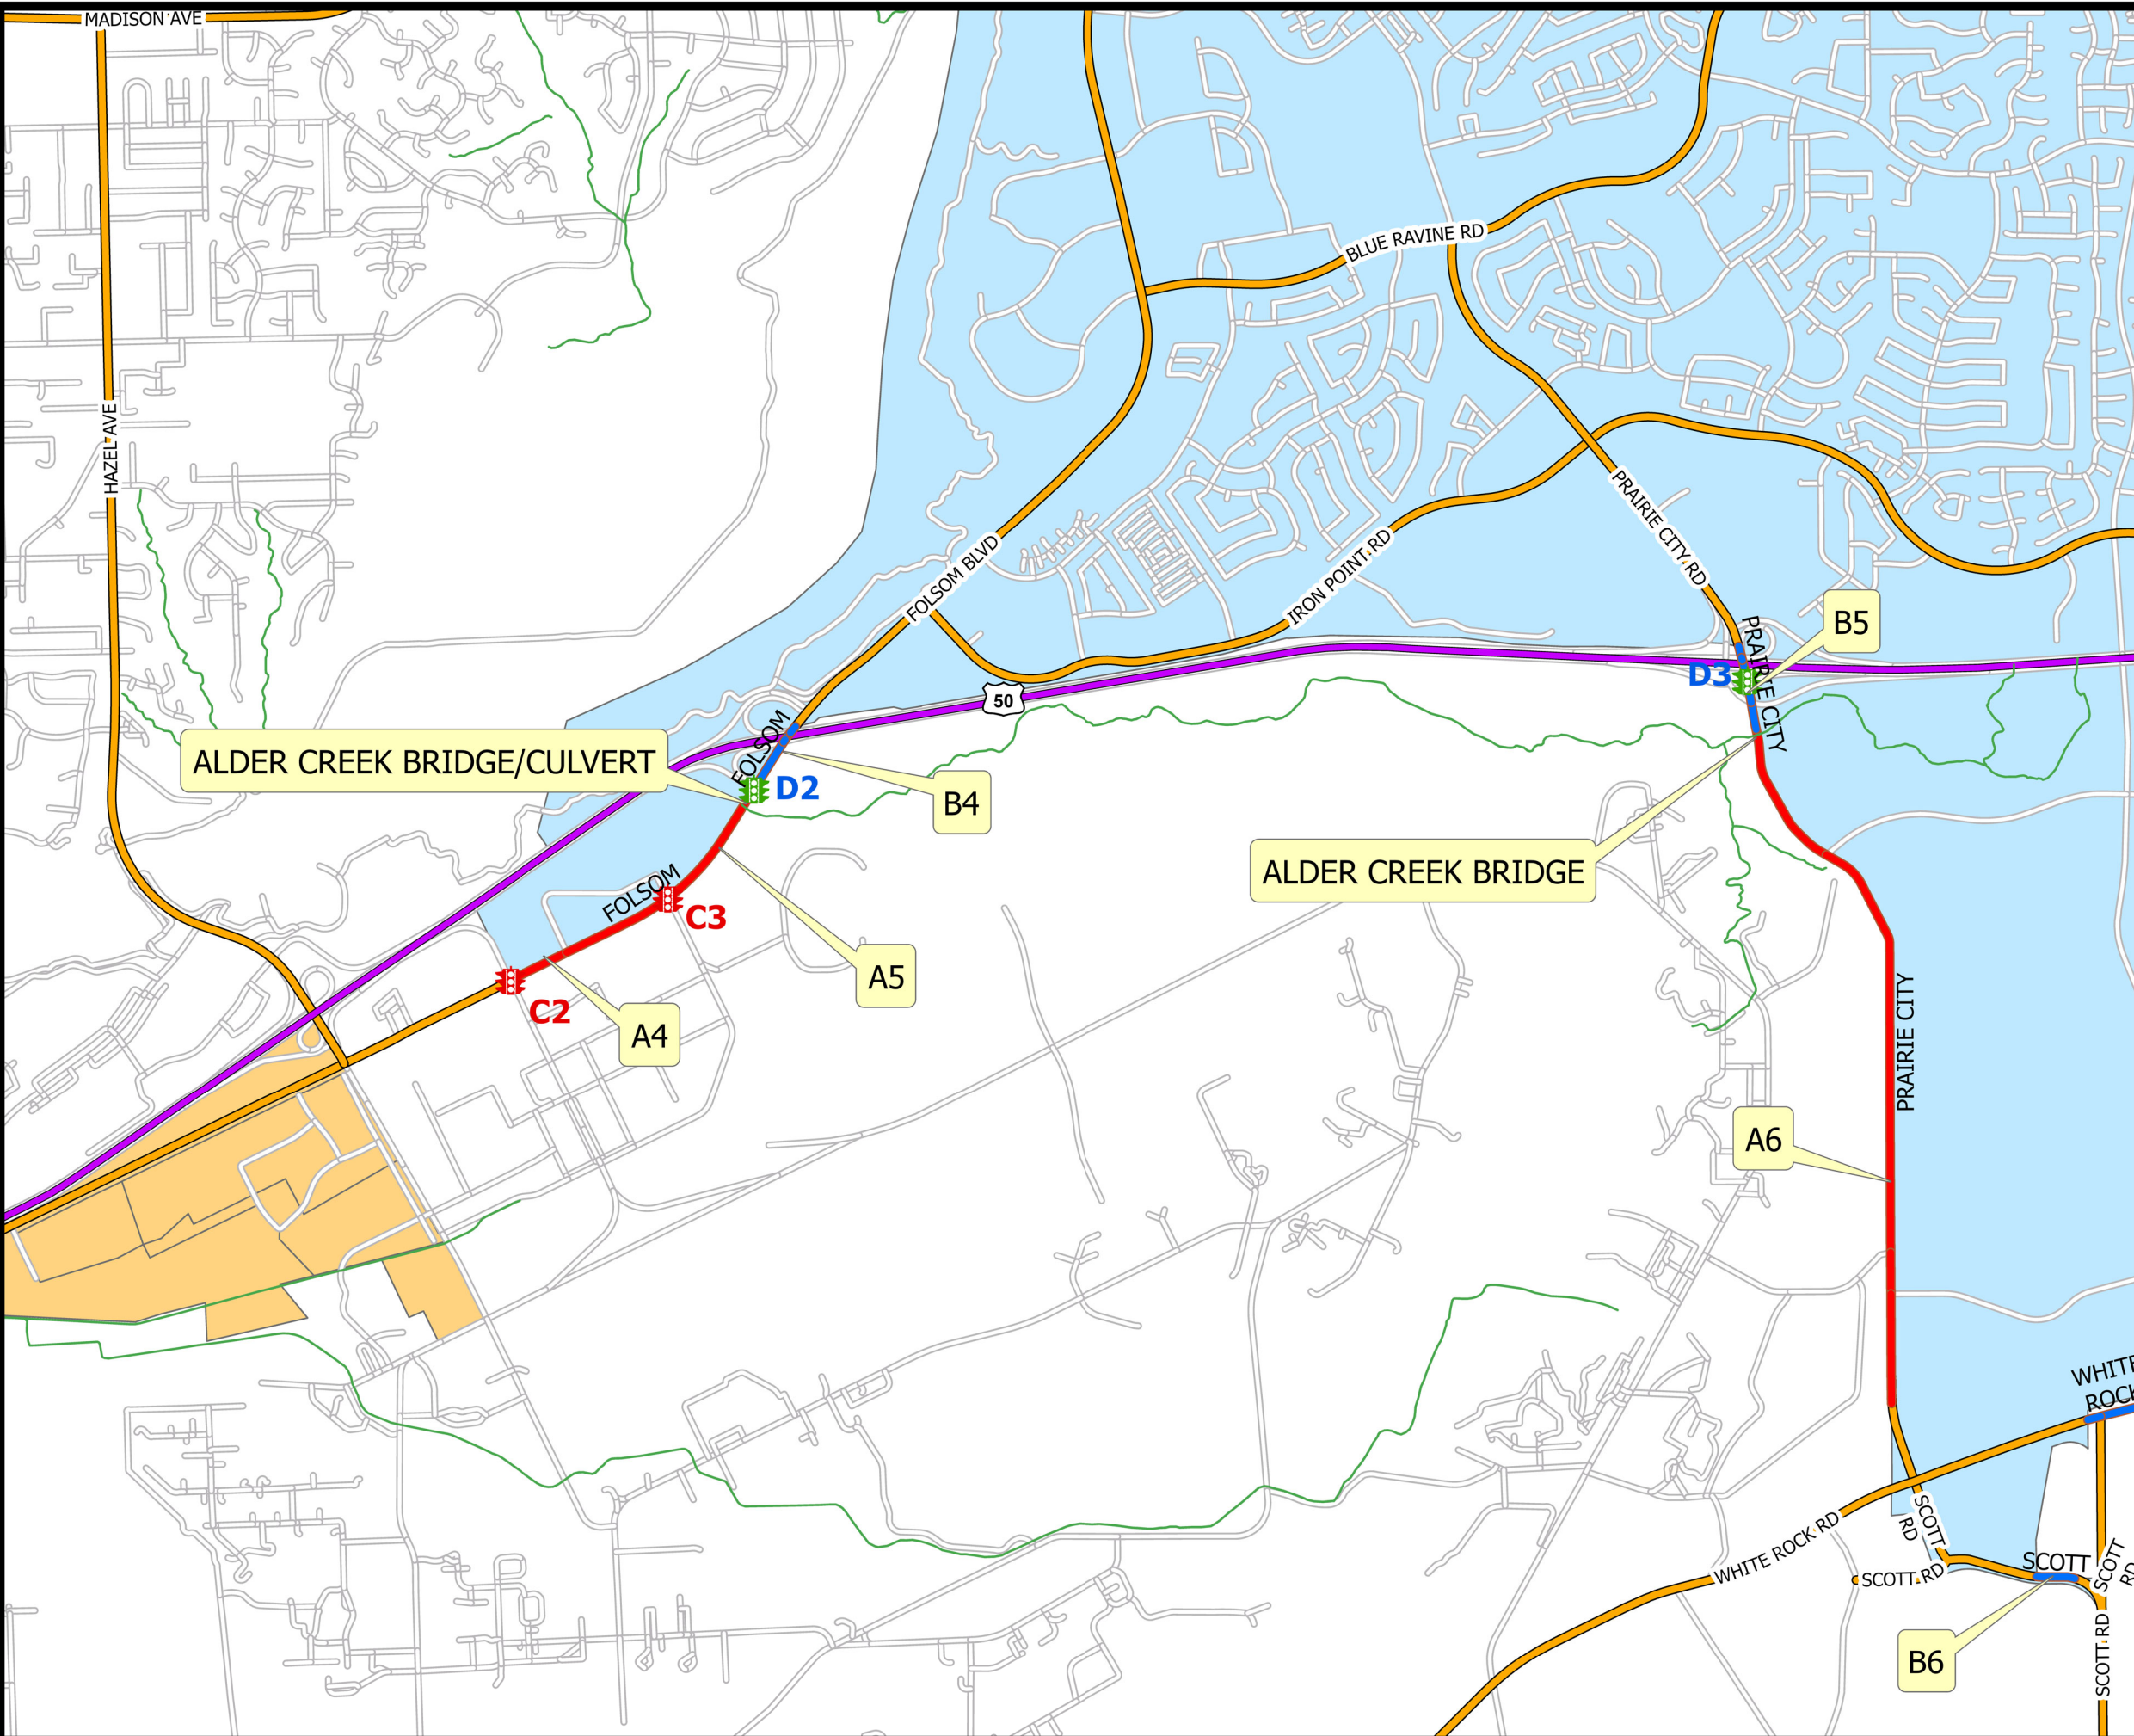 MADISON AVE
BLUE RAVINE RD
HAZEL AVE
PRAIRIE CITY RD
FOLSOM BLVD
IRON POINT RD
B5
PRAIRIE CITY
D3
50
FOLSOM
ALDER CREEK BRIDGE/CULVERT
D2
B4
ALDER CREEK BRIDGE
FOLSOM
C3
A5
C2
A4
PRAIRIE CITY
A6
WHITE
ROCK
SCOTT
RD
WHITE ROCK RD
SCOTT RD
SCOTT
SCOTT
RD
B6
SCOTT RD